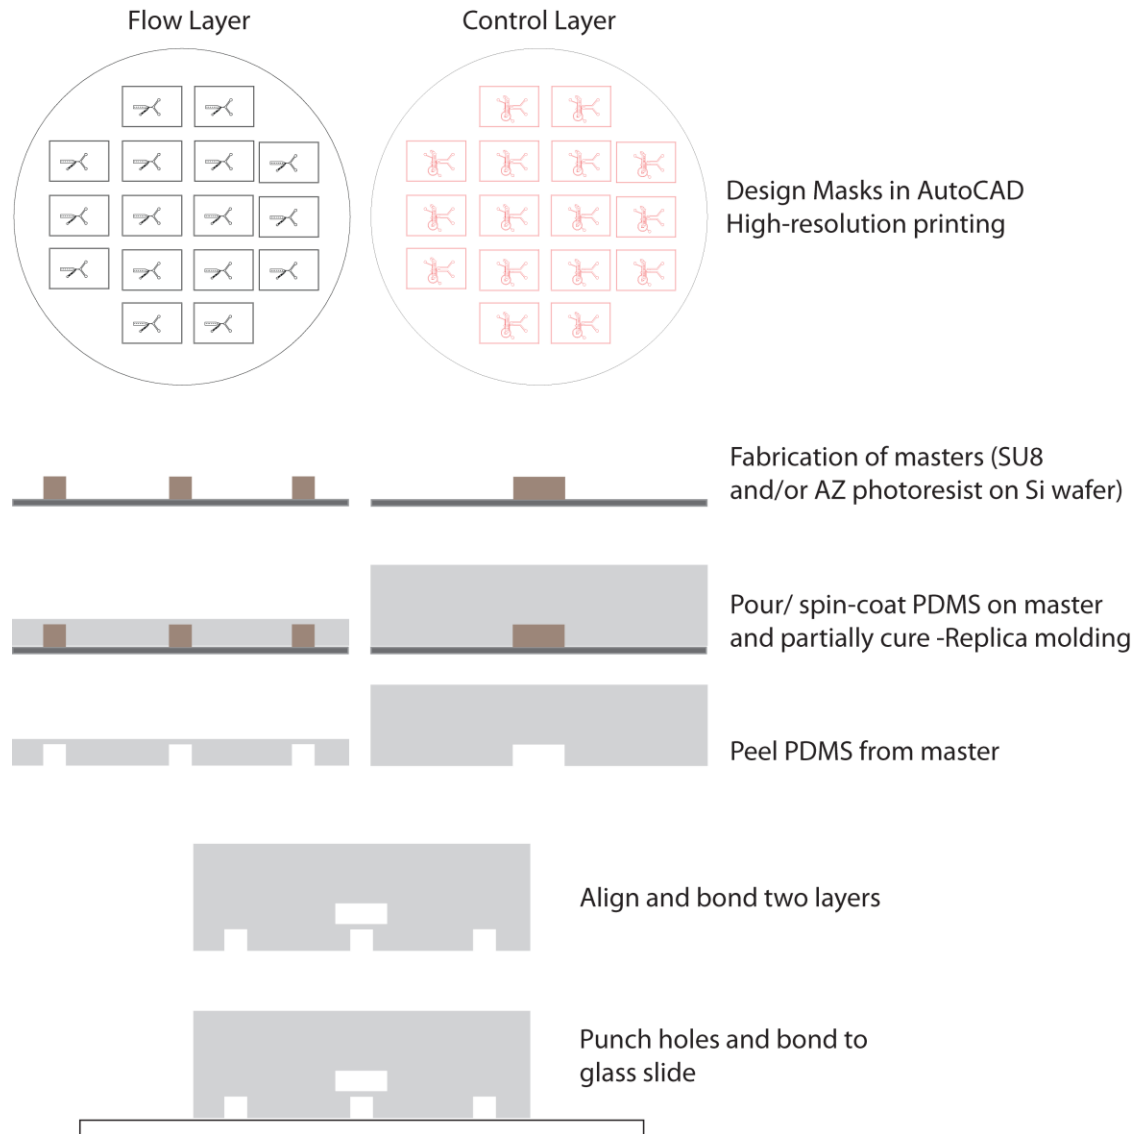 Flow Layer
Control Layer
Design Masks in AutoCAD
High-resolution printing
Fabrication of masters (SU8
and/or AZ photoresist on Si wafer)
Pour/ spin-coat PDMS on master
and partially cure -Replica molding
Peel PDMS from master
Align and bond two layers
Punch holes and bond to
glass slide